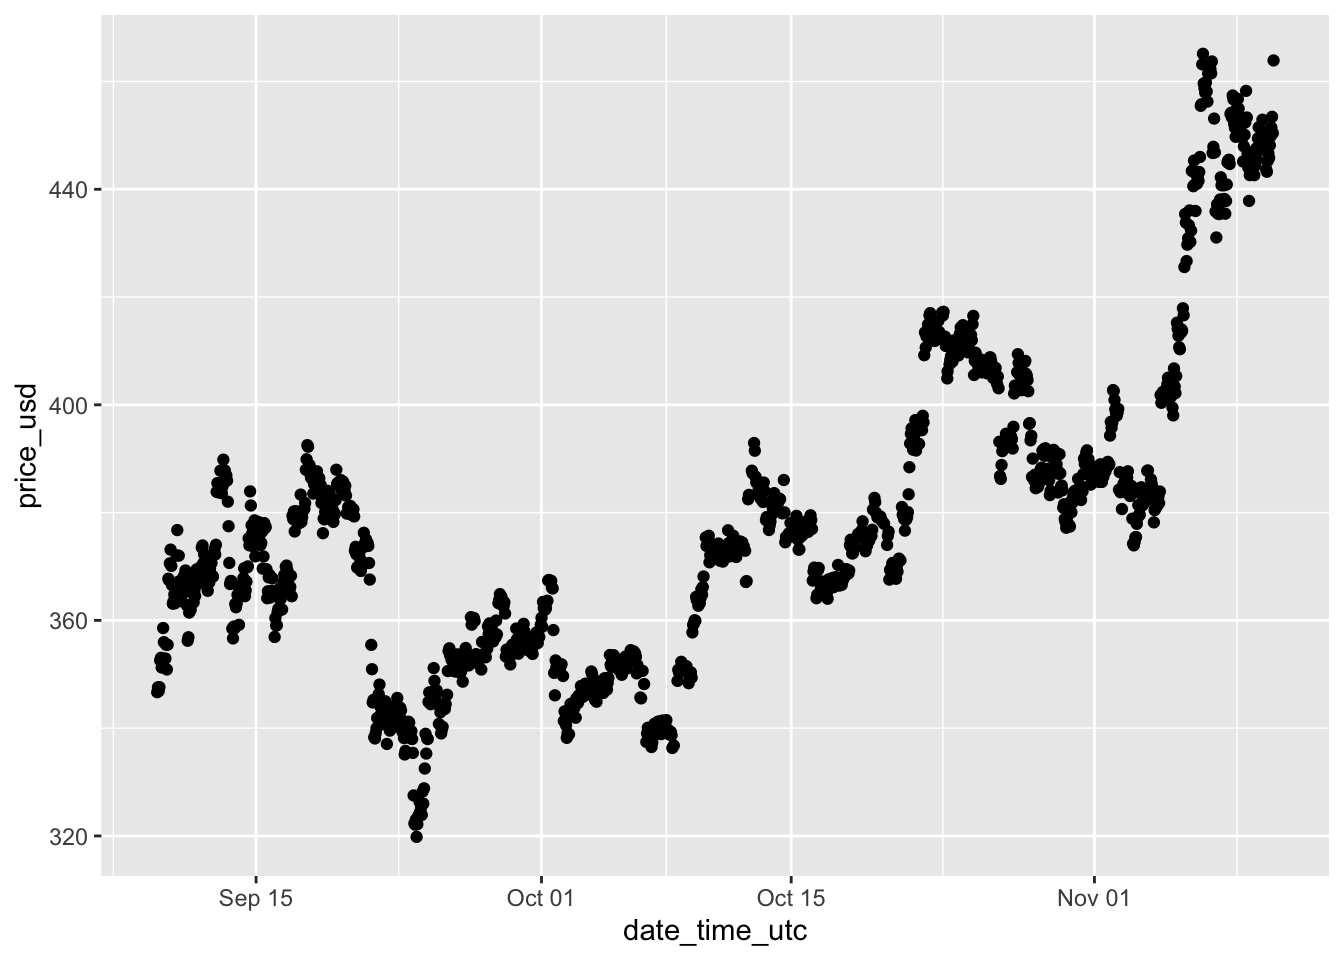 price_usd
440
400
360
320
Sep 15
Oct 01
Oct 15
Nov 01
date_time_utc